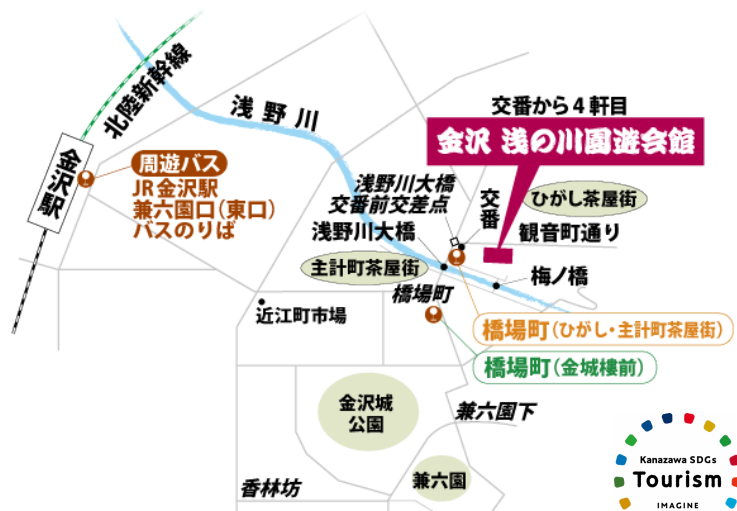 北陸新幹線
浅野川
交番から4軒目
金沢 浅の川園遊会館
金沢駅
周遊バス
JR金沢駅
兼六園口(東口)
バスのりば
浅野川大橋
交番前交差点
交番
ひがし茶屋街
浅野川大橋
観音町通り
主計町茶屋街
梅ノ橋
橋場町
近江町市場
橋場町(ひがし・主計町茶屋街)
橋場町(金城樓前)
金沢城
公園
兼六園下
兼六園
香林坊
Kanazawa SDGs
Tourism
IMAGINE